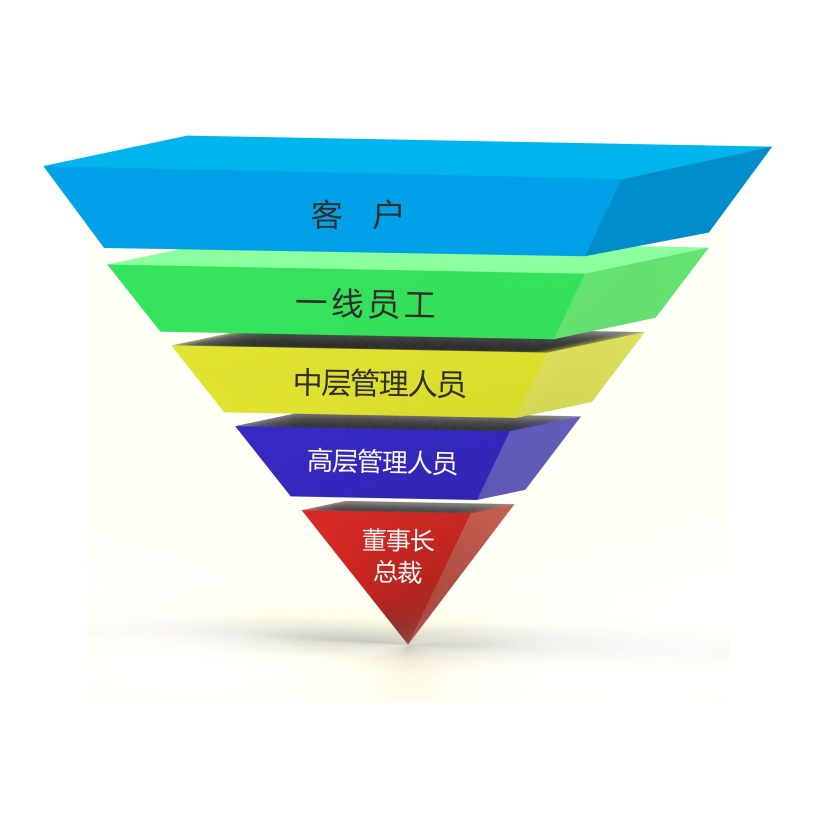 客 户
一线员工
中层管理人员
高层管理人员
董事长
总裁